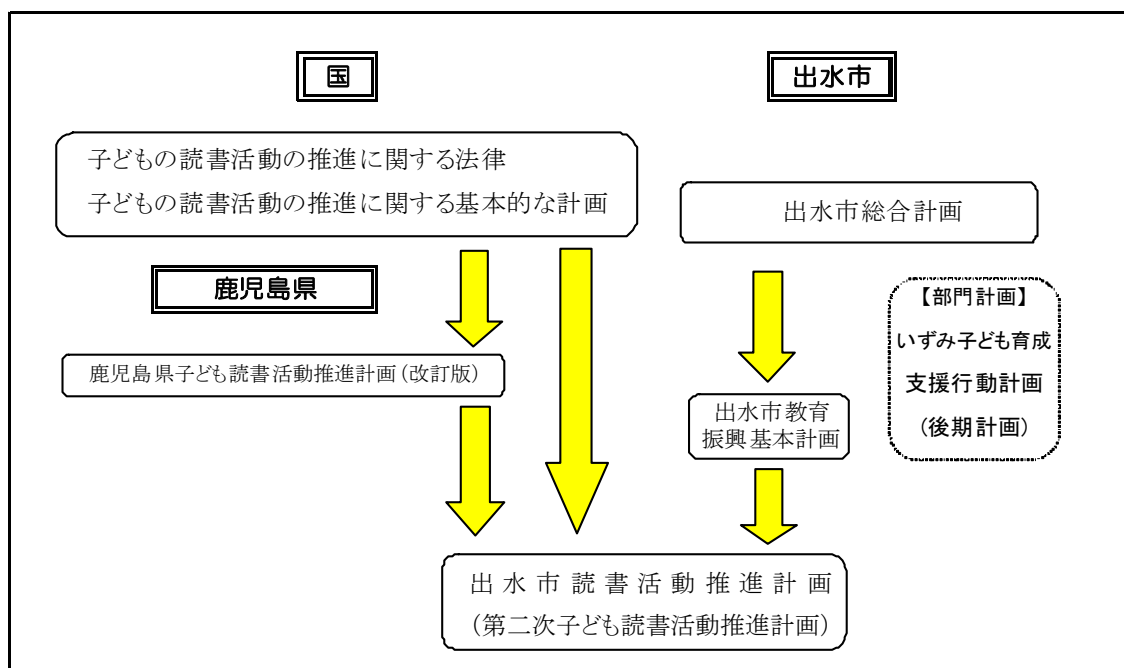 国
出水市
子どもの読書活動の推進に関する法律
子どもの読書活動の推進に関する基本的な計画
出水市総合計画
鹿児島県
【部門計画】
いずみ子ども育成
支援行動計画
(後期計画)
鹿児島県子ども読書活動推進計画(改訂版)
出水市教育
振興基本計画
出水市読書活動推進計画
(第二次子ども読書活動推進計画)